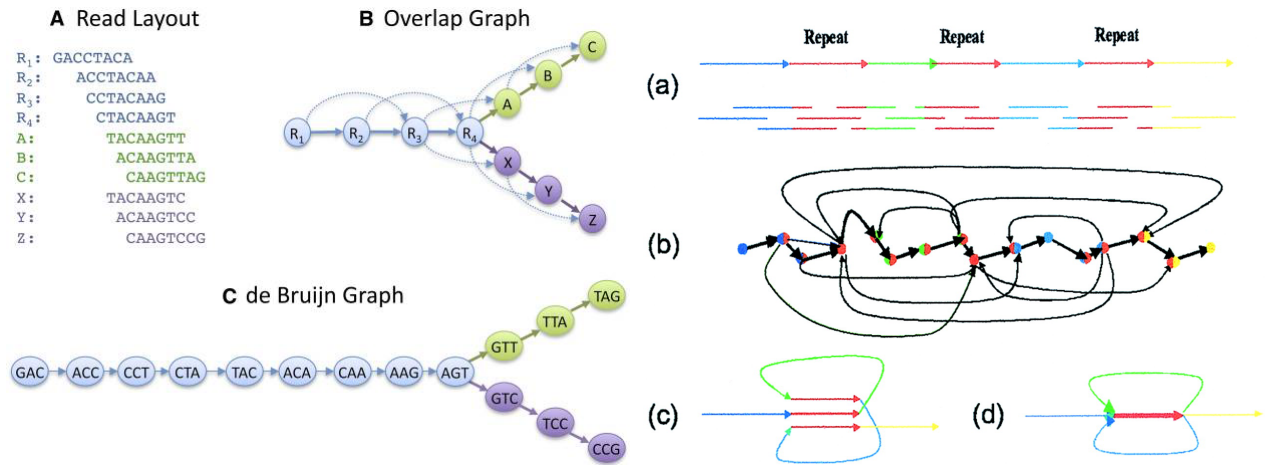 A Read Layout
R1: GACCTACA
R2: ACCTACAA
R3: CCTACAAG
R4: CTACAAGT
A: TACAAGTT
B: ACAAGTTA
C: CAAGTTAG
X: TACAAGTC
Y: ACAAGTCC
Z: CAAGTCCG
B Overlap Graph
R1 R2 R3 R4
A
B
C
X
Y
Z
C de Bruijn Graph
GAC ACC CCT CTA TAC ACA CAA AAG AGT
GTT
TTA
TAG
GTC
TCC
CCG
Repeat Repeat Repeat
(a)
(b)
(c)
(d)